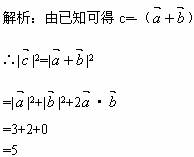 解析：由已知可得 c=-（a⃗+b⃗）
∴|c⃗|²=|a⃗+b⃗|²
=|a⃗|²+|b⃗|²+2a⃗·b⃗
=3+2+0
=5